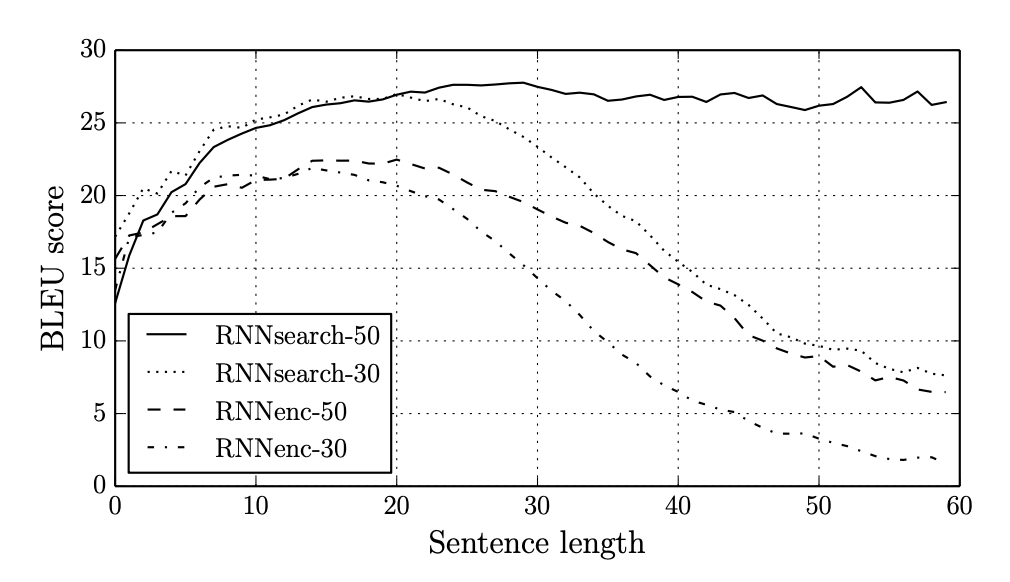 30
25
20
15
10
5
0
BLEU score
RNNsearch-50
RNNsearch-30
RNNenc-50
RNNenc-30
0 10 20 30 40 50 60
Sentence length